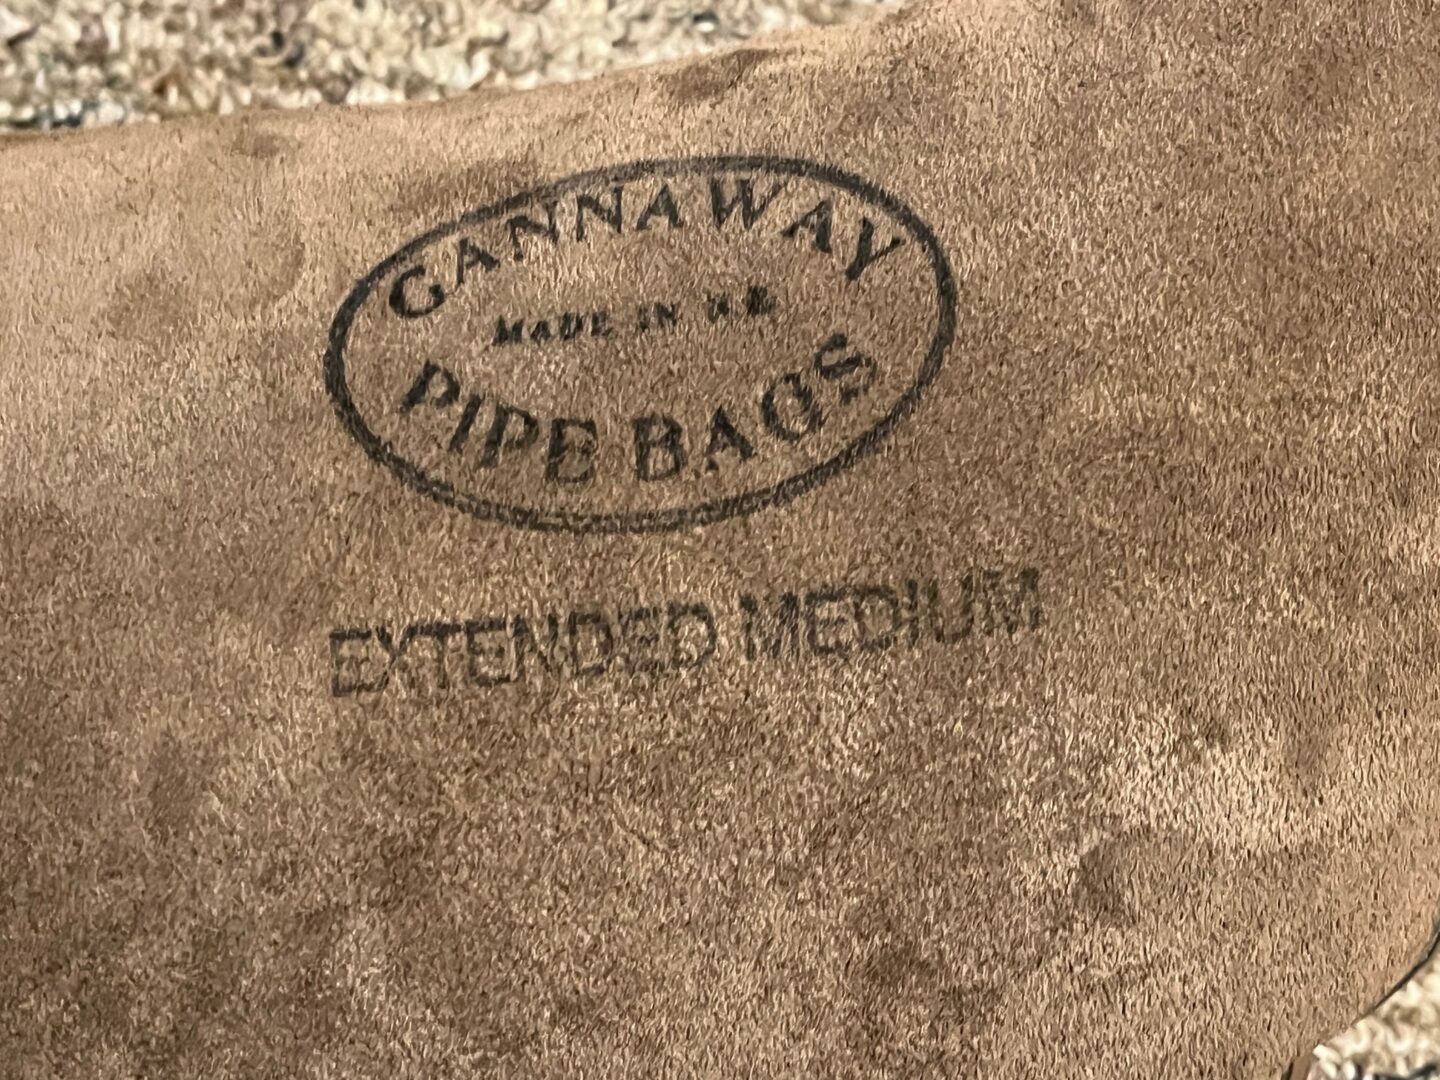 GANNAWAY
MADE IN
PIPE BAGS
EXTENDED MEDIUM